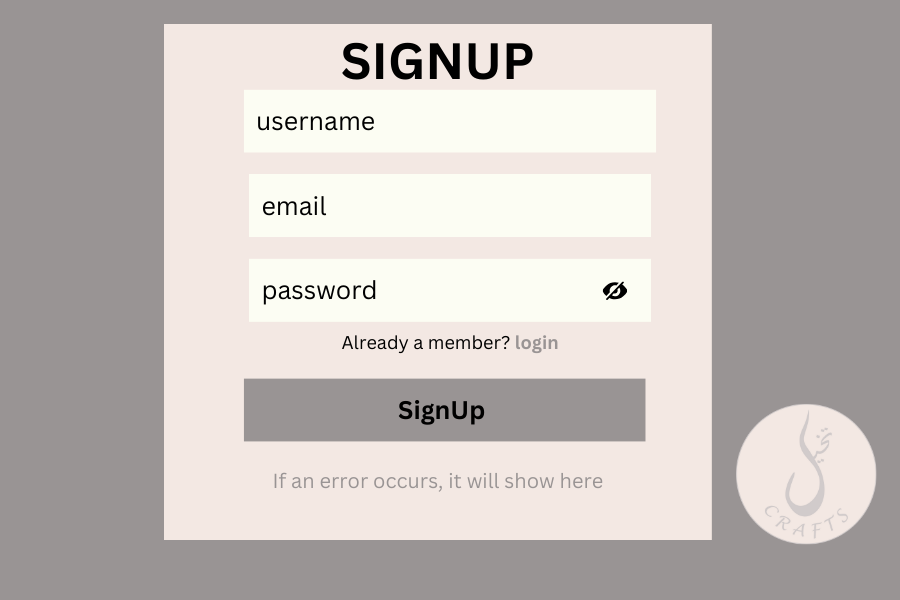 SIGNUP
username
email
password
Already a member? login
SignUp
If an error occurs, it will show here
CRAFTS